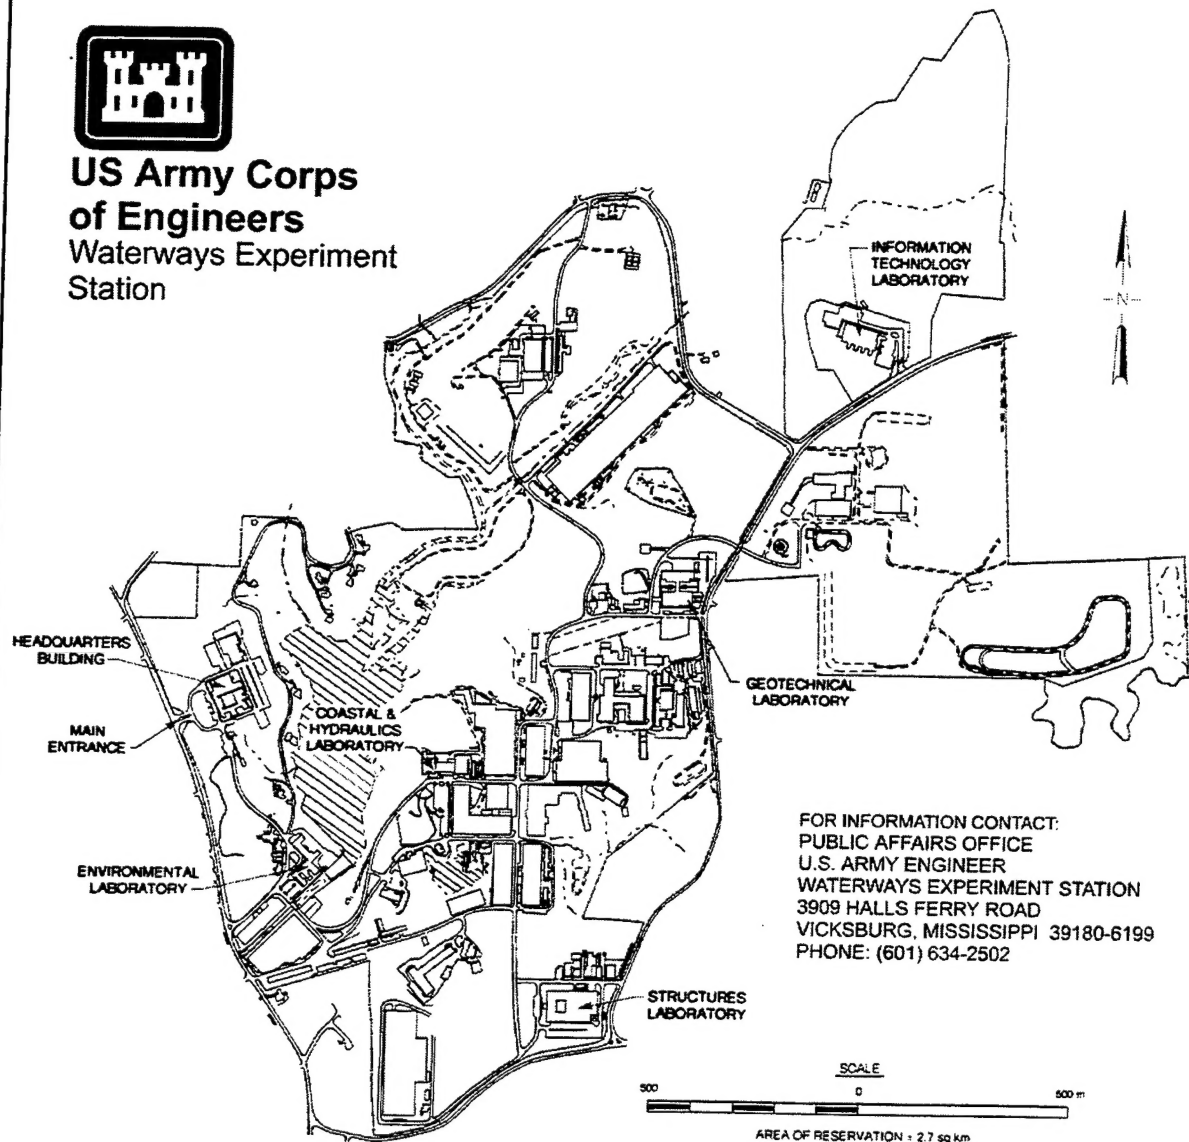 US Army Corps
of Engineers
Waterways Experiment
Station
INFORMATION
TECHNOLOGY
LABORATORY
N
HEADQUARTERS
BUILDING
MAIN
ENTRANCE
COASTAL &
HYDRAULICS
LABORATORY
GEOTECHNICAL
LABORATORY
ENVIRONMENTAL
LABORATORY
FOR INFORMATION CONTACT:
PUBLIC AFFAIRS OFFICE
U.S. ARMY ENGINEER
WATERWAYS EXPERIMENT STATION
3909 HALLS FERRY ROAD
VICKSBURG, MISSISSIPPI 39180-6199
PHONE: (601) 634-2502
STRUCTURES
LABORATORY
SCALE
500 0 500 m
AREA OF RESERVATION = 2.7 sq km